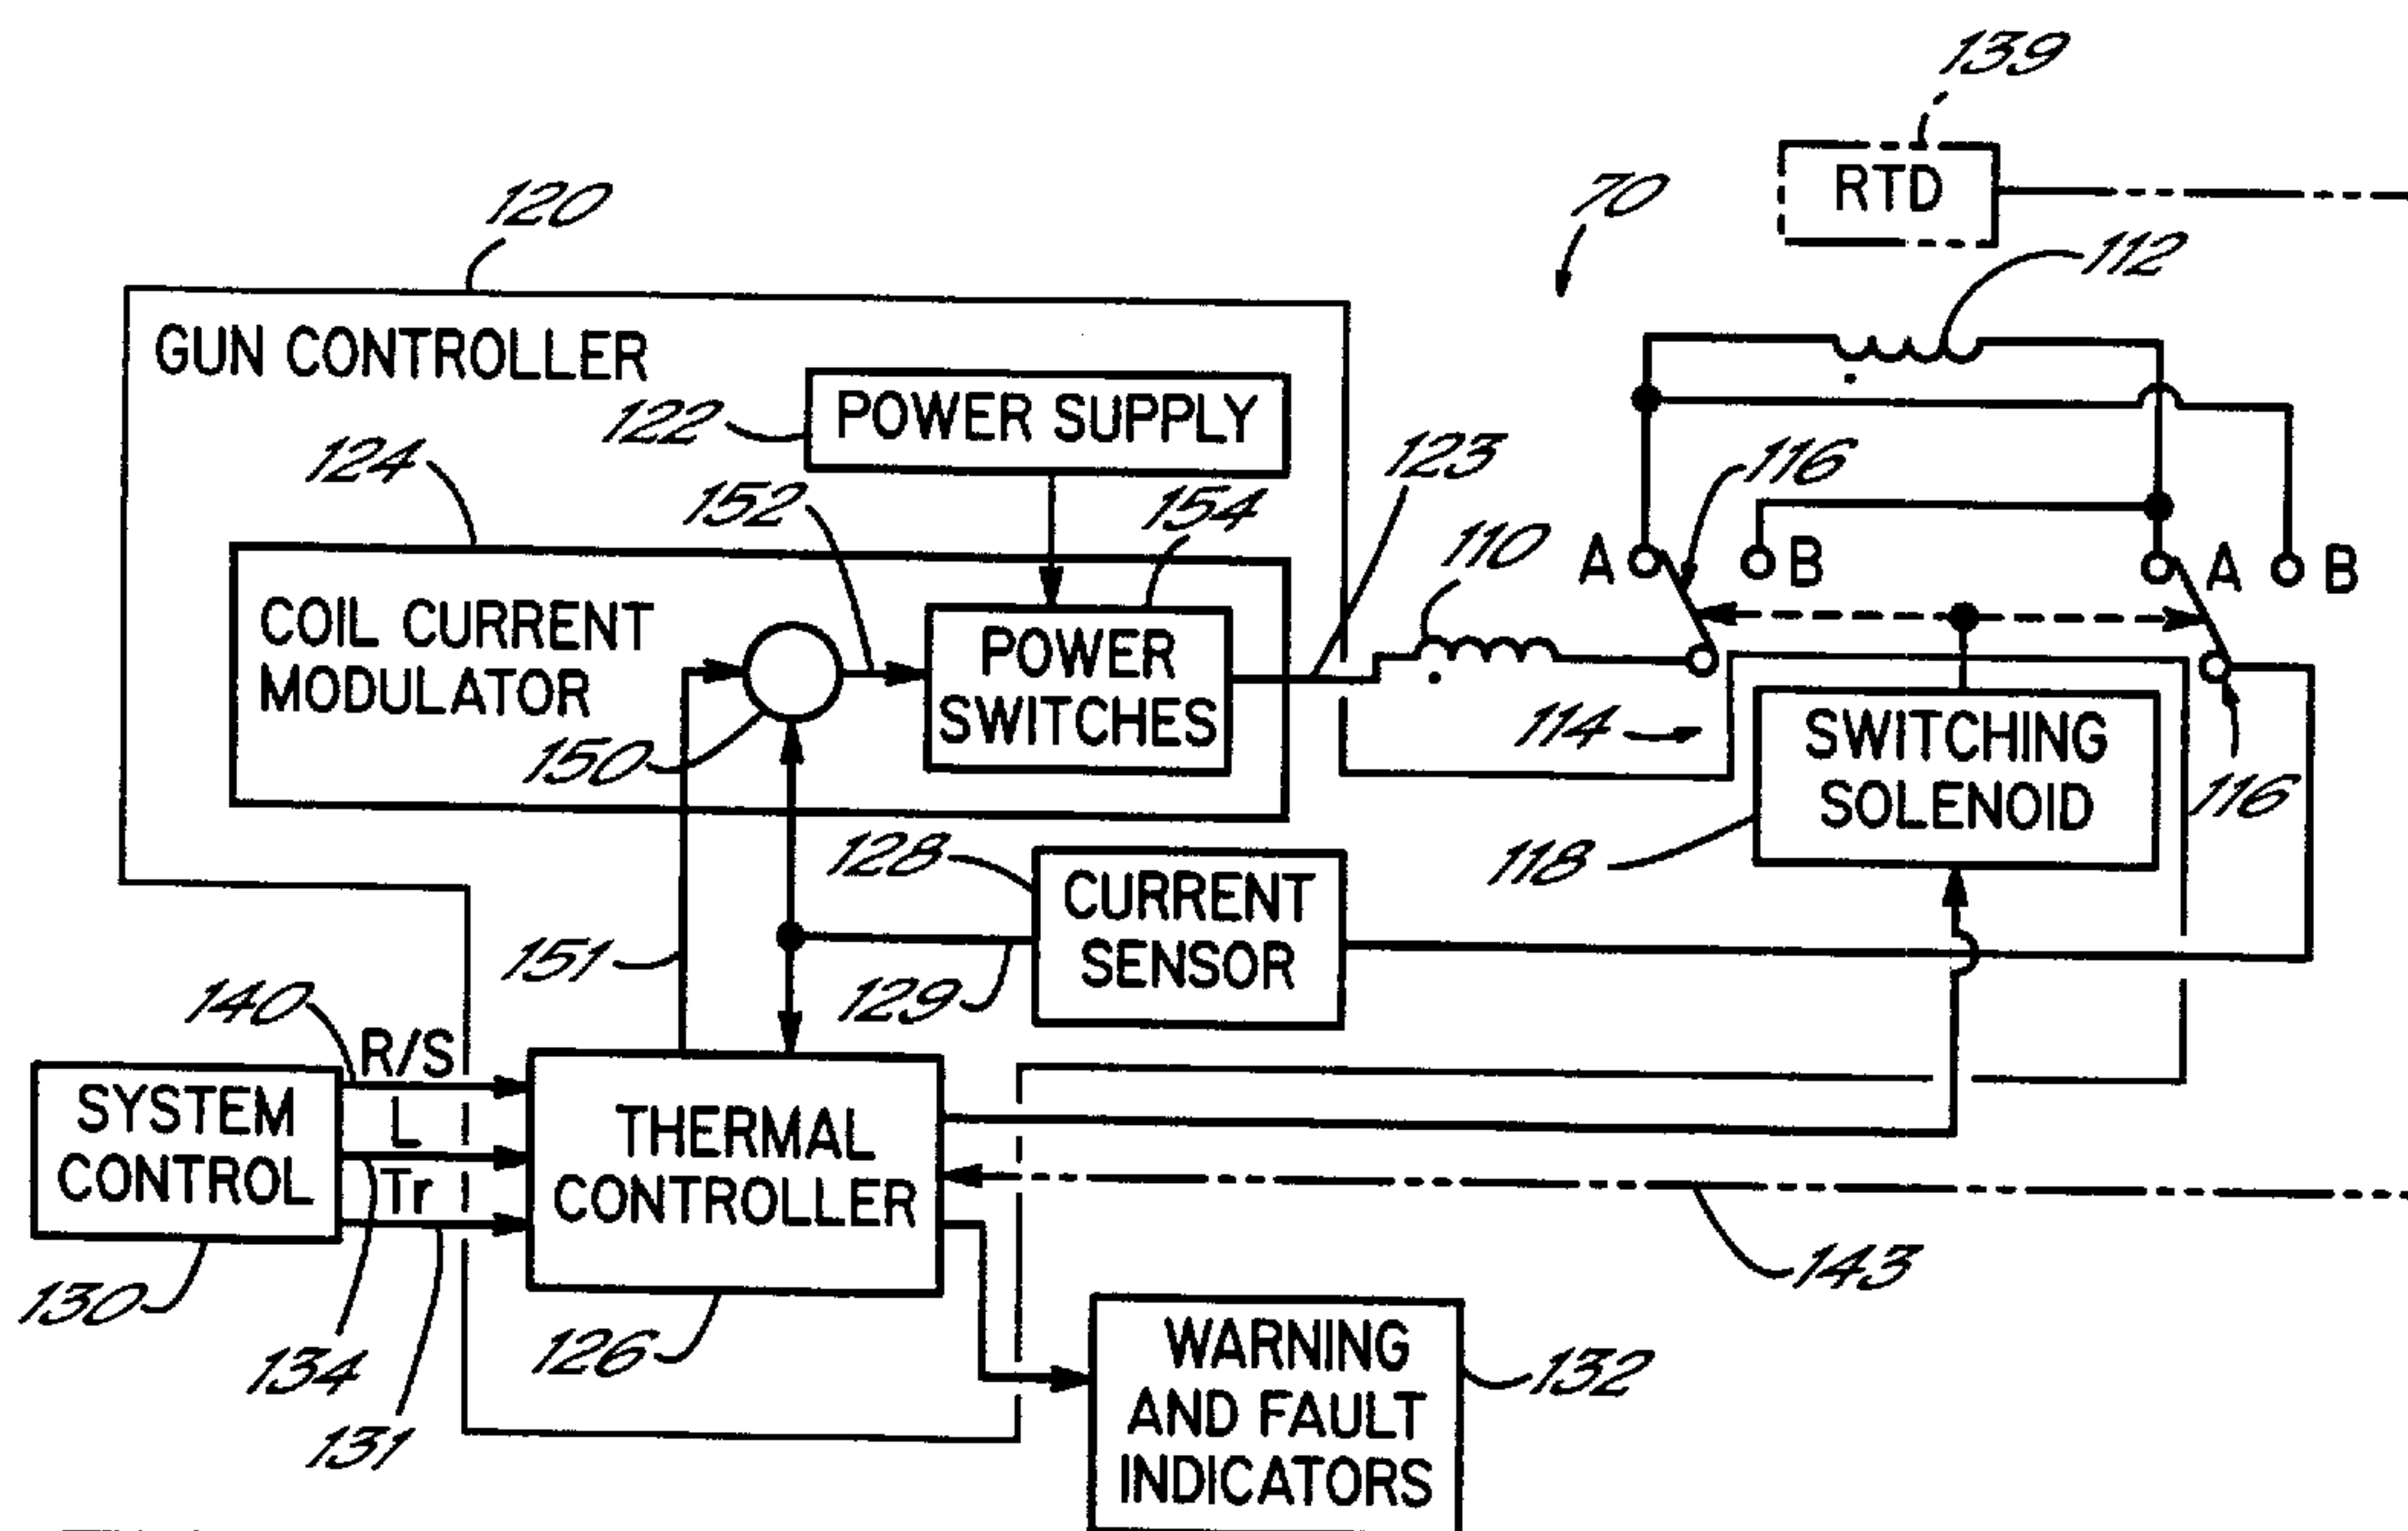 139
RTD
120
70
112
GUN CONTROLLER
122
POWER SUPPLY
124
152
154
123
116
110
A
B
A
B
COIL CURRENT
MODULATOR
POWER
SWITCHES
150
114
SWITCHING
SOLENOID
116
118
128
CURRENT
SENSOR
151
129
140
R/S
L
Tr
SYSTEM
CONTROL
THERMAL
CONTROLLER
130
134
131
126
143
WARNING
AND FAULT
INDICATORS
132